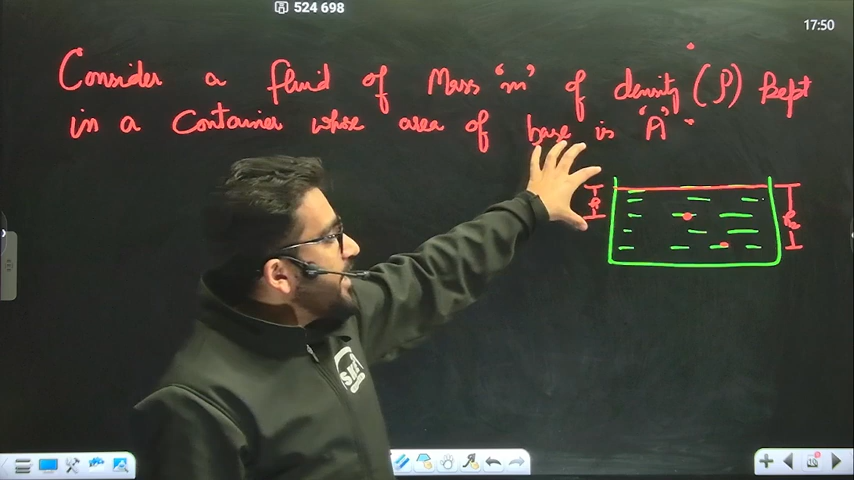 524 698
17:50
Consider a fluid of Mass 'm' of density (ρ) kept
in a container whose area of base is 'A'.